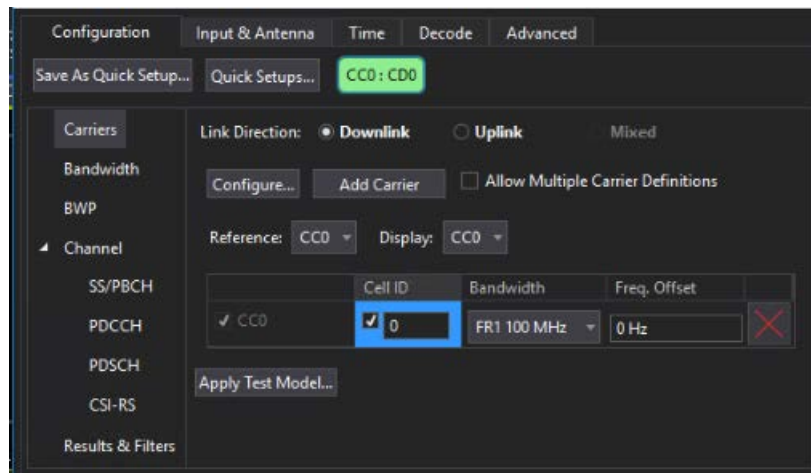 Configuration Input & Antenna Time Decode Advanced
Save As Quick Setup... Quick Setups... CC0 : CD0
Carriers
Bandwidth
BWP
Channel
SS/PBCH
PDCCH
PDSCH
CSI-RS
Results & Filters
Link Direction: Downlink Uplink Mixed
Configure... Add Carrier Allow Multiple Carrier Definitions
Reference: CC0 Display: CC0
Cell ID Bandwidth Freq. Offset
CC0 0 FR1 100 MHz 0 Hz
Apply Test Model...